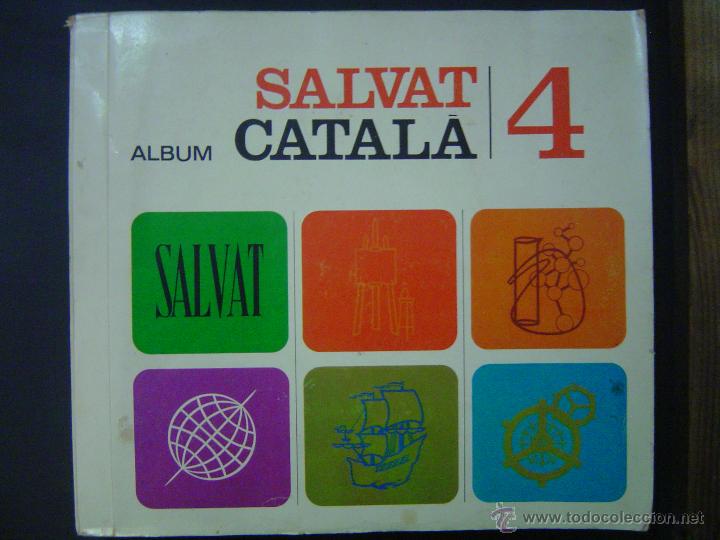 SALVAT
ALBUM CATALÀ 4
SALVAT
© www.todocoleccion.net